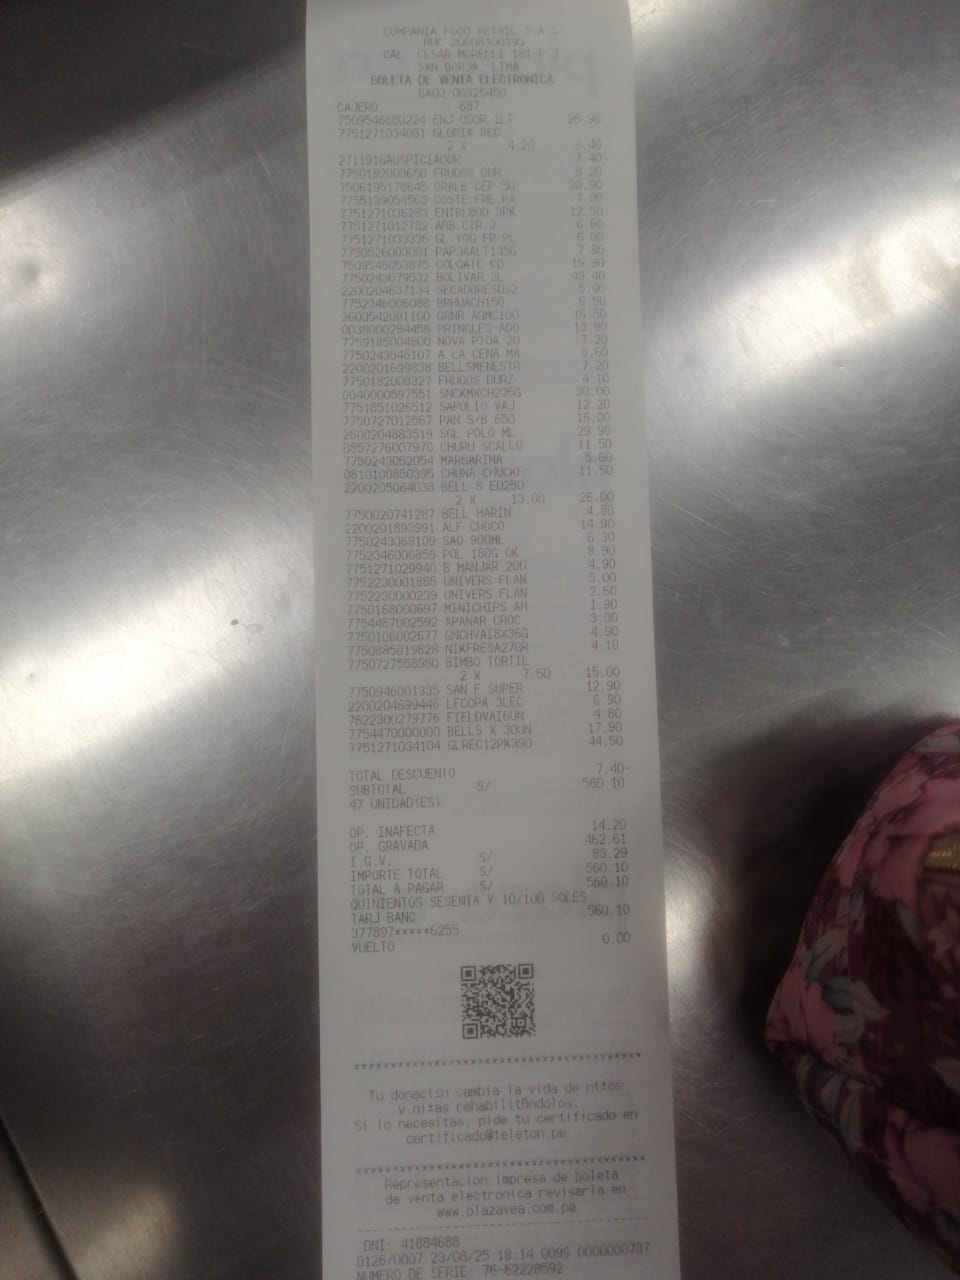 COMPANIA FOOD RETAIL S.A.C
RUC 20608300393
CAL. CESAR MORELLI 181 P-3
SAN BORJA, LIMA
BOLETA DE VENTA ELECTRONICA
BA03-06925450
CAJERO : 687
7509546680224 ENJ ODOR 1LT 26.90
7751271034081 GLORIA REC.
2 X 4.20 8.40
2711916AUSPICIADOR 7.40-
7750182003650 FRUGOS DUR 8.20
7506195178645 ORALB CEP 5U 38.90
7755139054563 COSTE.FRE.PA 7.00
7751271036283 ENTBL800 3PK 12.50
7751271012782 ARB.CTR.J 6.60
7751271033336 GL YOG FR PL 6.00
7750526003001 PAPJAALT135G 7.80
7509546053875 COLGATE CD 19.90
7750243079532 BOLIVAR 3L 49.40
2200204637134 SECADORESDS2 5.90
7752346006088 BRHUACH150 6.50
3600542081160 GRNR AGMC100 16.50
0038000284458 PRINGLES ADO 13.90
7759185004800 NOVA PTOA 2U 7.20
7750243046107 A LA CENA MA 8.60
2200201699838 BELLSMENESTR 7.20
7750182008327 FRUGOS DURZ 4.10
0040000597551 SNCKMXCH235G 30.00
7751851026512 SAPOLIO VAJ 12.20
7750727012567 PAN S/B 650 16.00
2800204883519 SGL POLO ML 29.90
0857276007970 CHURU SCALLO 11.50
7750243052054 MARGARINA 5.60
0810100850395 CHUNA CHUCKF 11.50
2200205064038 BELL S ED250
2 X 13.00 26.00
7750020741287 BELL HARIN. 4.80
2200201893991 ALF CHOCO 14.90
7750243068109 SAO 900ML 6.30
7752346006859 POL 180G OK 8.90
7751271029940 B MANJAR 200 4.90
7752230001885 UNIVERS FLAN 5.00
7752230000239 UNIVERS.FLAN 2.60
7750168000697 MINICHIPS AH 1.90
7754487002592 APANAR CROC 3.00
7750106002677 GNCHVAI8X36G 4.90
7750885019828 NIKFRESA27GR 4.10
7750727558980 BIMBO TORTIL
2 X 7.50 15.00
7750946001335 SAN F SUPER 12.90
2200204699446 LFCOPA 3LEC 6.90
7622300279776 FIELDVAI6UN 4.80
7754470000000 BELLS X 30UN 17.90
7751271034104 GLREC12PK390 44.50
TOTAL DESCUENTO 7.40-
SUBTOTAL S/ 560.10
47 UNIDAD(ES)
OP. INAFECTA 14.20
OP. GRAVADA 462.61
I.G.V. S/ 83.29
IMPORTE TOTAL S/ 560.10
TOTAL A PAGAR S/ 560.10
QUINIENTOS SESENTA Y 10/100 SOLES
TARJ BANC 560.10
377897*****6255
VUELTO 0.00
Tu donacisn cambia la vida de ni±os
y ni±as rehabilitßndolos.
Si lo necesitas, pide tu certificado en
certificado@teleton.pe
Representacion impresa de boleta
de venta electronica revisarla en
www.plazavea.com.pe
DNI: 41884688
0126/0007 23/08/25 18:14 0099 0000000787
NUMERO DE SERIE: 76-62228592